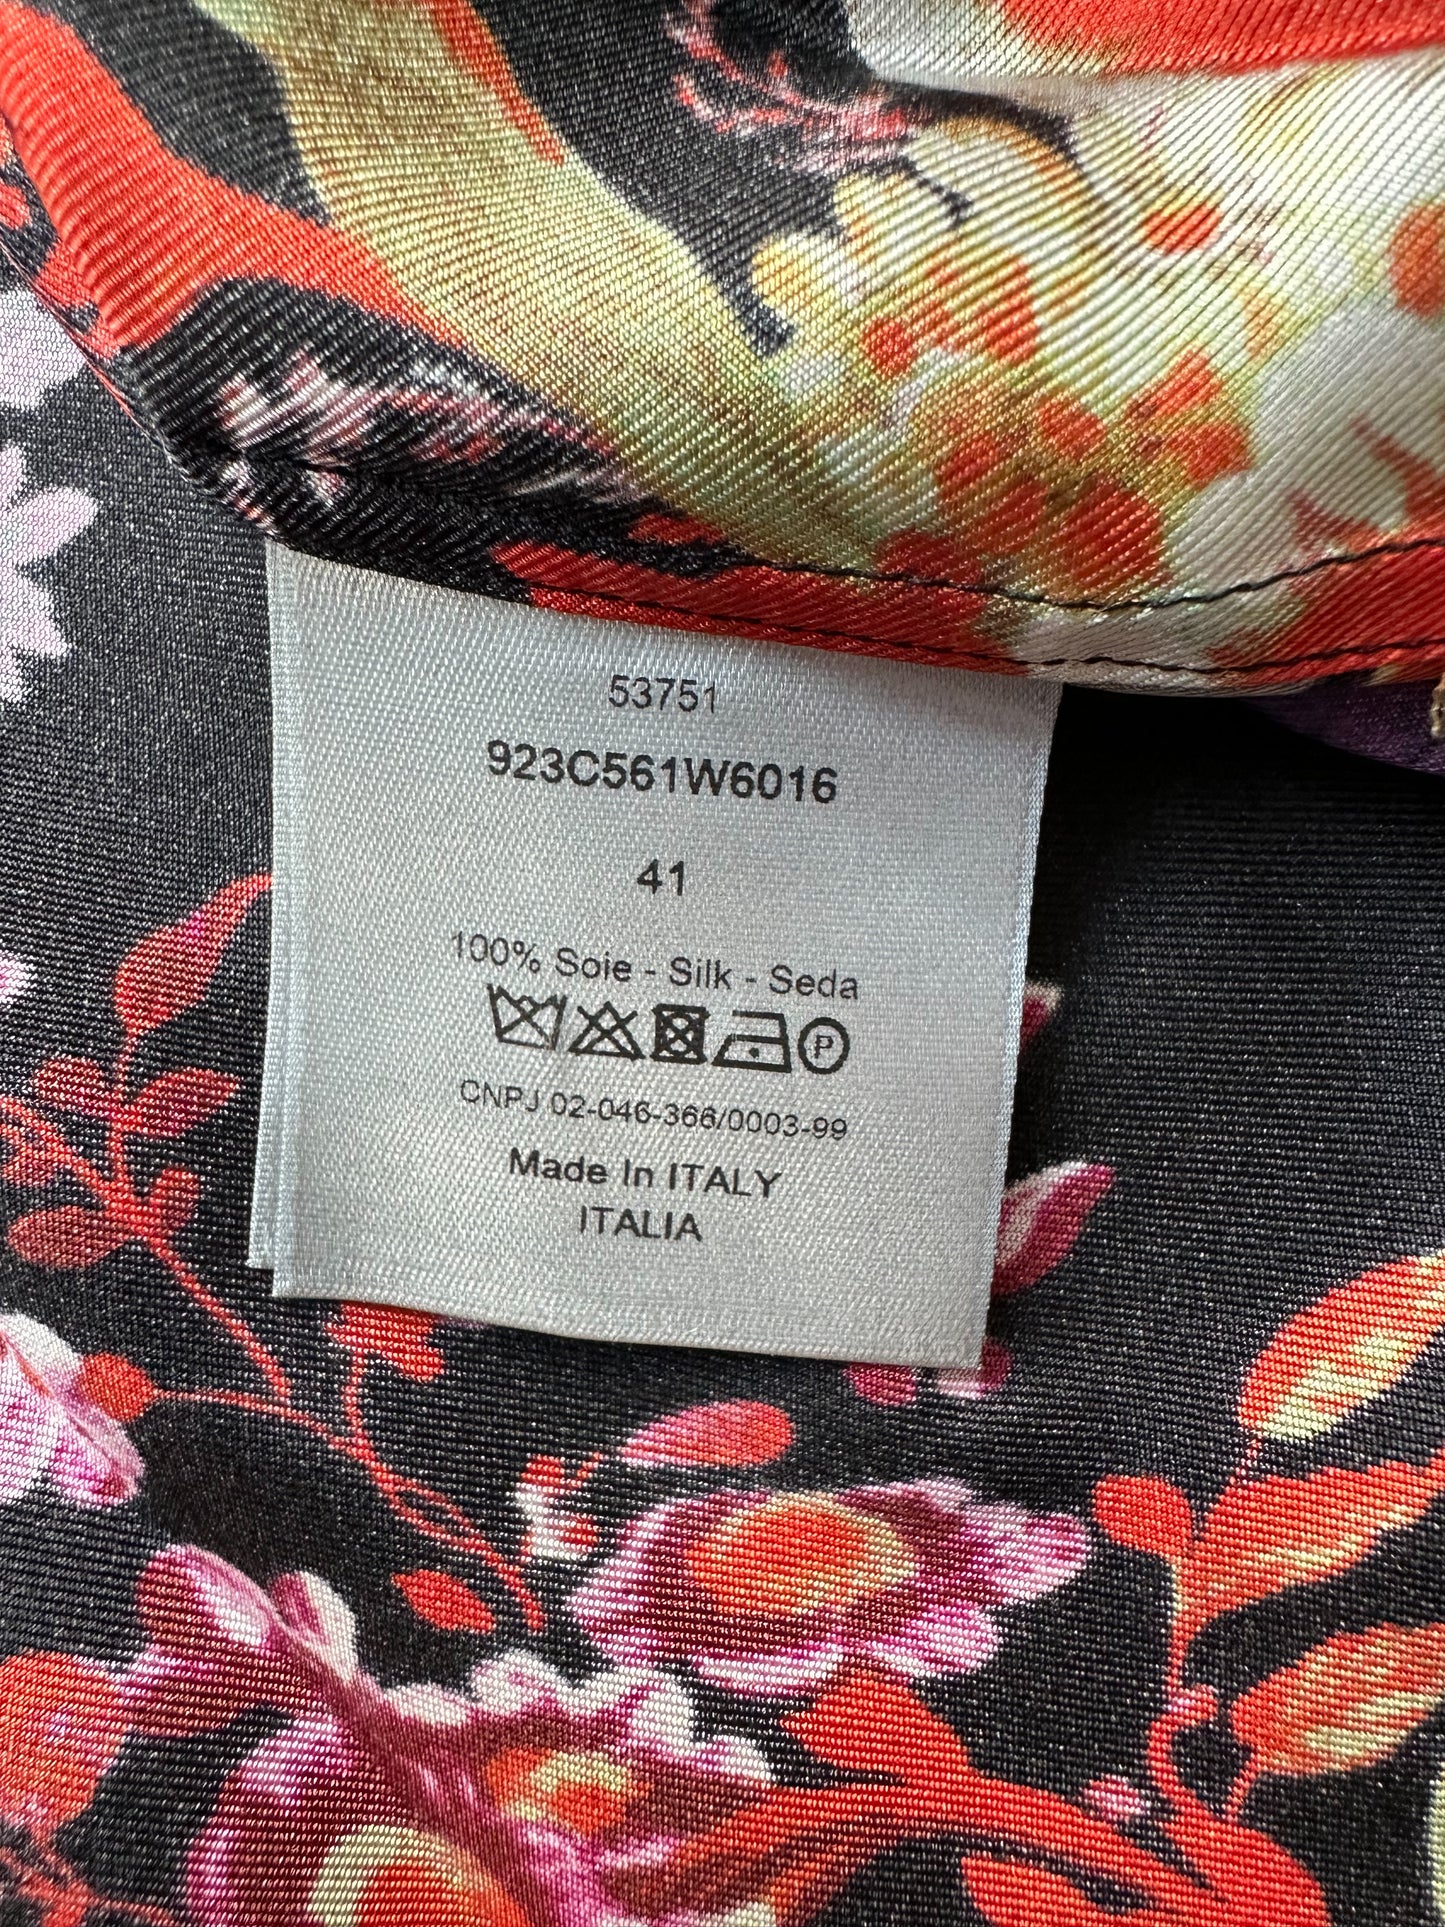 53751
923C561W6016
41
100% Soie - Silk - Seda
P
CNPJ 02-046-366/0003-99
Made In ITALY
ITALIA